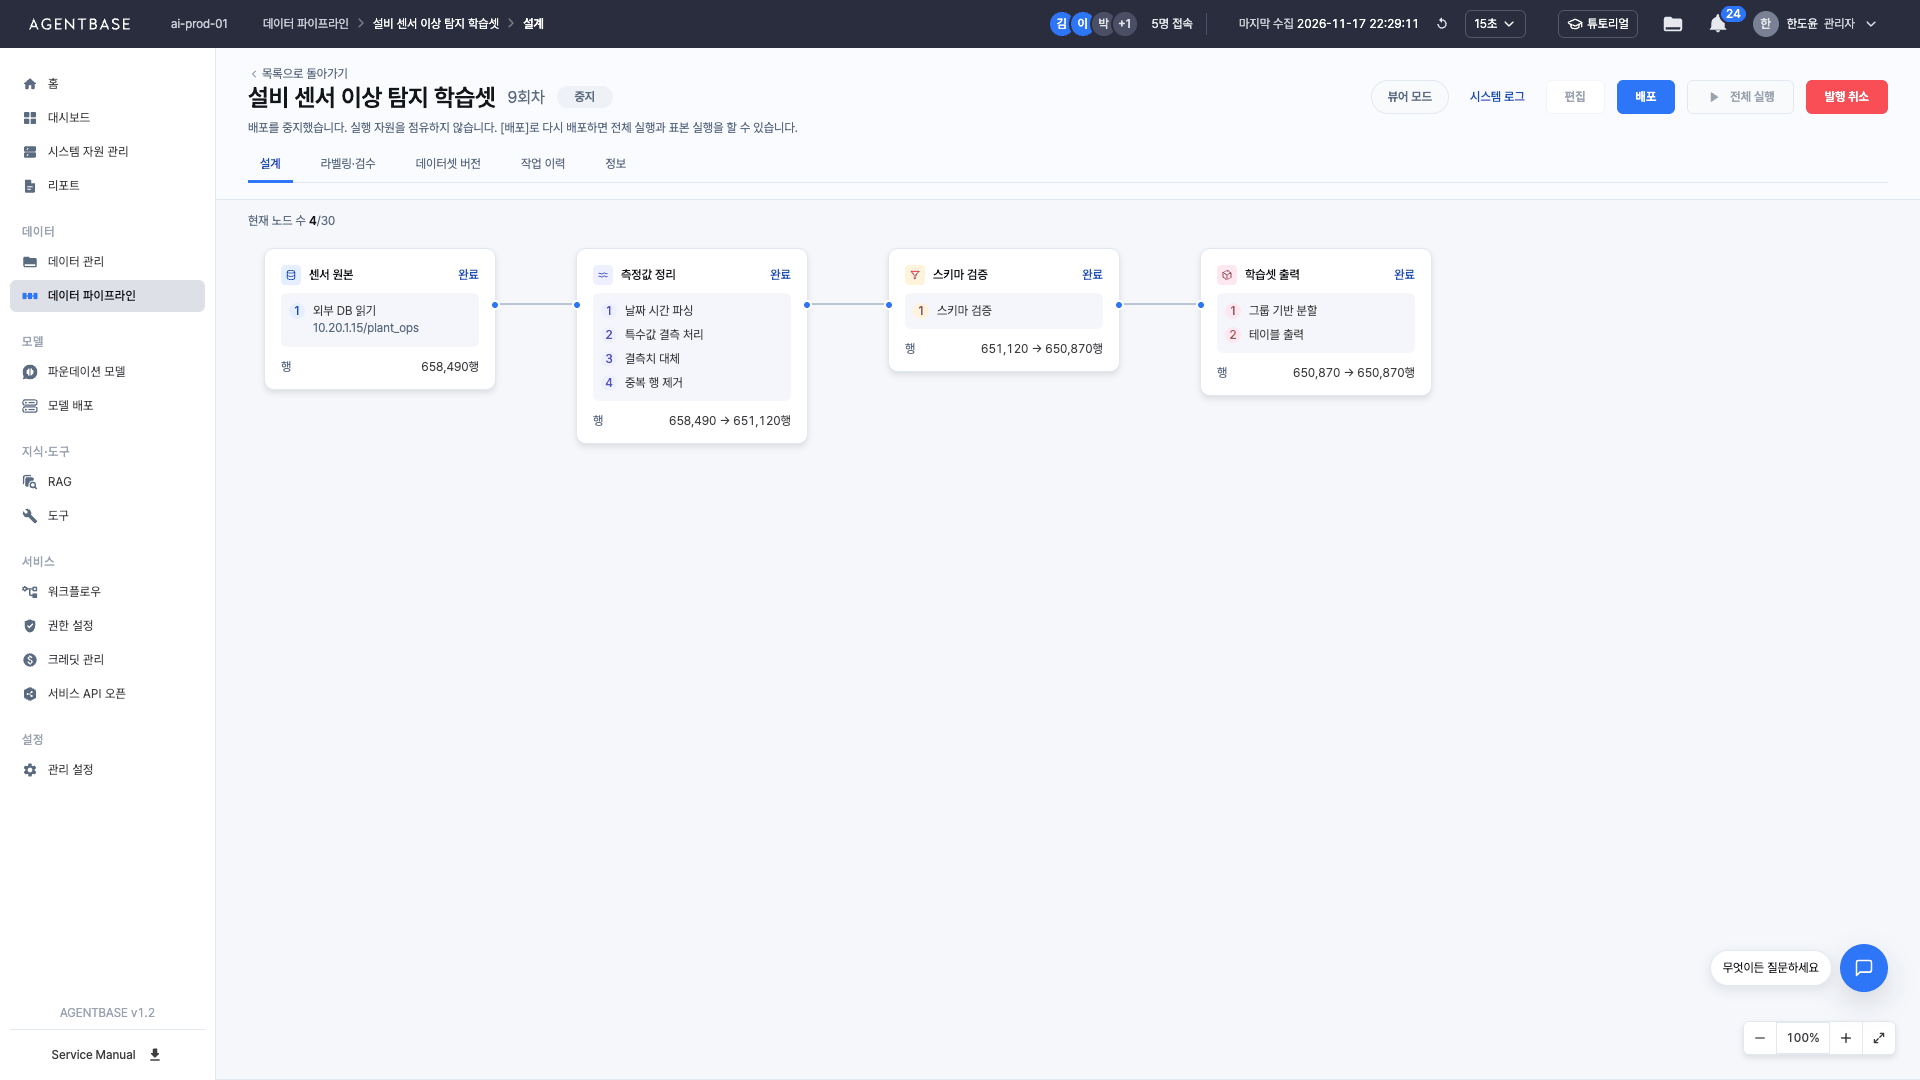 AGENTBASE
ai-prod-01
데이터 파이프라인 > 설비 센서 이상 탐지 학습셋 > 설계
김 이 박 +1 5명 접속
마지막 수집 2026-11-17 22:29:11
15초
튜토리얼
24
한 한도윤 관리자
홈
대시보드
시스템 자원 관리
리포트
데이터
데이터 관리
데이터 파이프라인
모델
파운데이션 모델
모델 배포
지식·도구
RAG
도구
서비스
워크플로우
권한 설정
크레딧 관리
서비스 API 오픈
설정
관리 설정
AGENTBASE v1.2
Service Manual
목록으로 돌아가기
설비 센서 이상 탐지 학습셋 9회차 중지
배포를 중지했습니다. 실행 자원을 점유하지 않습니다. [배포]로 다시 배포하면 전체 실행과 표본 실행을 할 수 있습니다.
뷰어 모드 시스템 로그 편집 배포 전체 실행 발행 취소
설계 라벨링·검수 데이터셋 버전 작업 이력 정보
현재 노드 수 4/30
센서 원본 완료
1 외부 DB 읽기
10.20.1.15/plant_ops
행 658,490행
측정값 정리 완료
1 날짜 시간 파싱
2 특수값 결측 처리
3 결측치 대체
4 중복 행 제거
행 658,490 → 651,120행
스키마 검증 완료
1 스키마 검증
행 651,120 → 650,870행
학습셋 출력 완료
1 그룹 기반 분할
2 테이블 출력
행 650,870 → 650,870행
무엇이든 질문하세요
100%